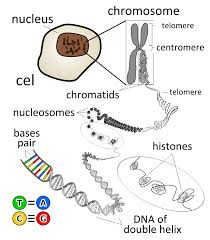 chromosome
nucleus
telomere
centromere
cel
telomere
chromatids
nucleosomes
bases
pair
histones
T=A
C≡G
DNA of
double helix